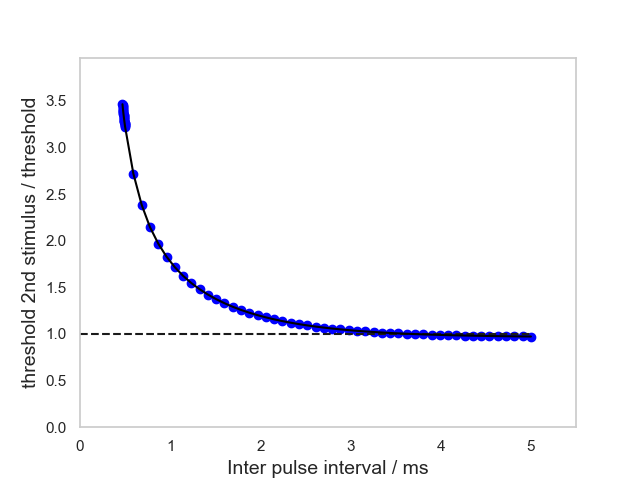 threshold 2nd stimulus / threshold
3.5
3.0
2.5
2.0
1.5
1.0
0.5
0.0
0 1 2 3 4 5
Inter pulse interval / ms